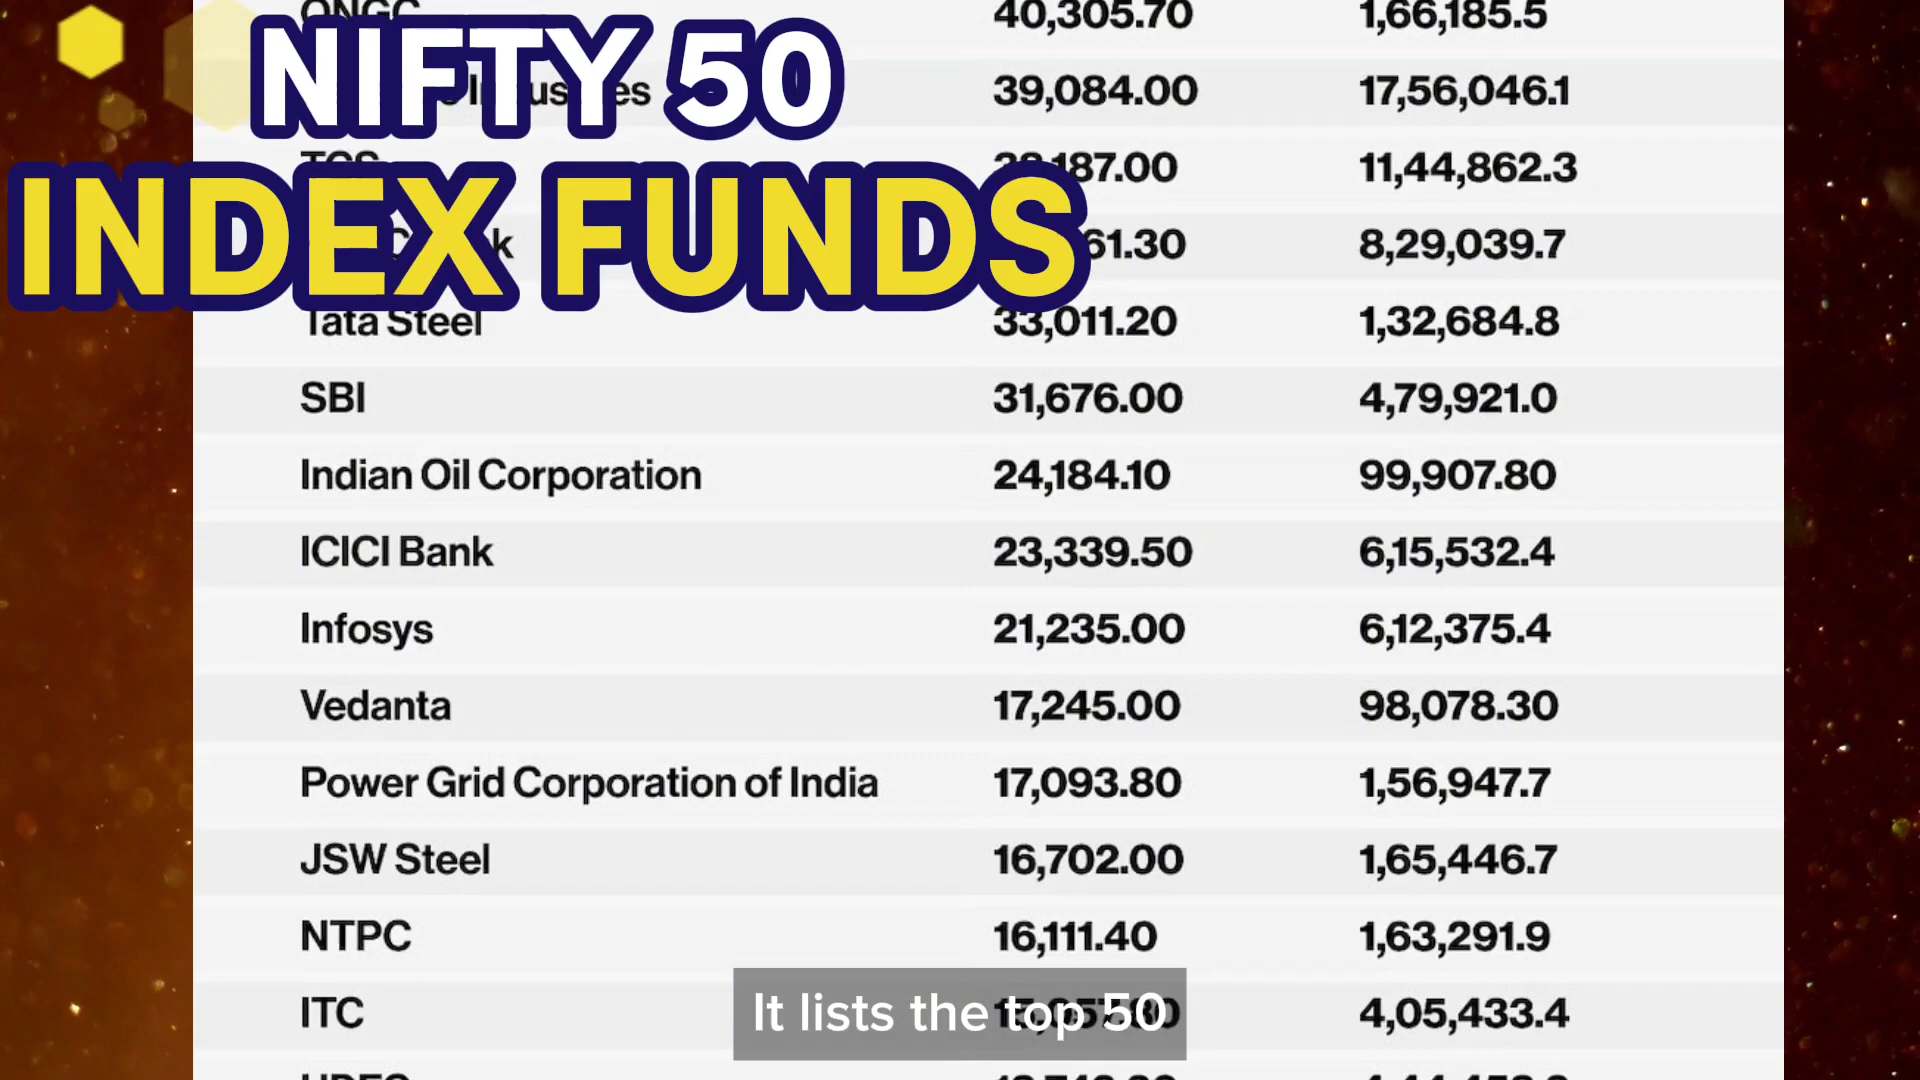 ONGC 40,305.70 1,66,185.5
NIFTY 50
39,084.00 17,56,046.1
TCS 1,44,862.3
INDEX FUNDS
8,29,039.7
Tata Steel 33,011.20 1,32,684.8
SBI 31,676.00 4,79,921.0
Indian Oil Corporation 24,184.10 99,907.80
ICICI Bank 23,339.50 6,15,532.4
Infosys 21,235.00 6,12,375.4
Vedanta 17,245.00 98,078.30
Power Grid Corporation of India 17,093.80 1,56,947.7
JSW Steel 16,702.00 1,65,446.7
NTPC 16,111.40 1,63,291.9
ITC 4,05,433.4
It lists the top 50